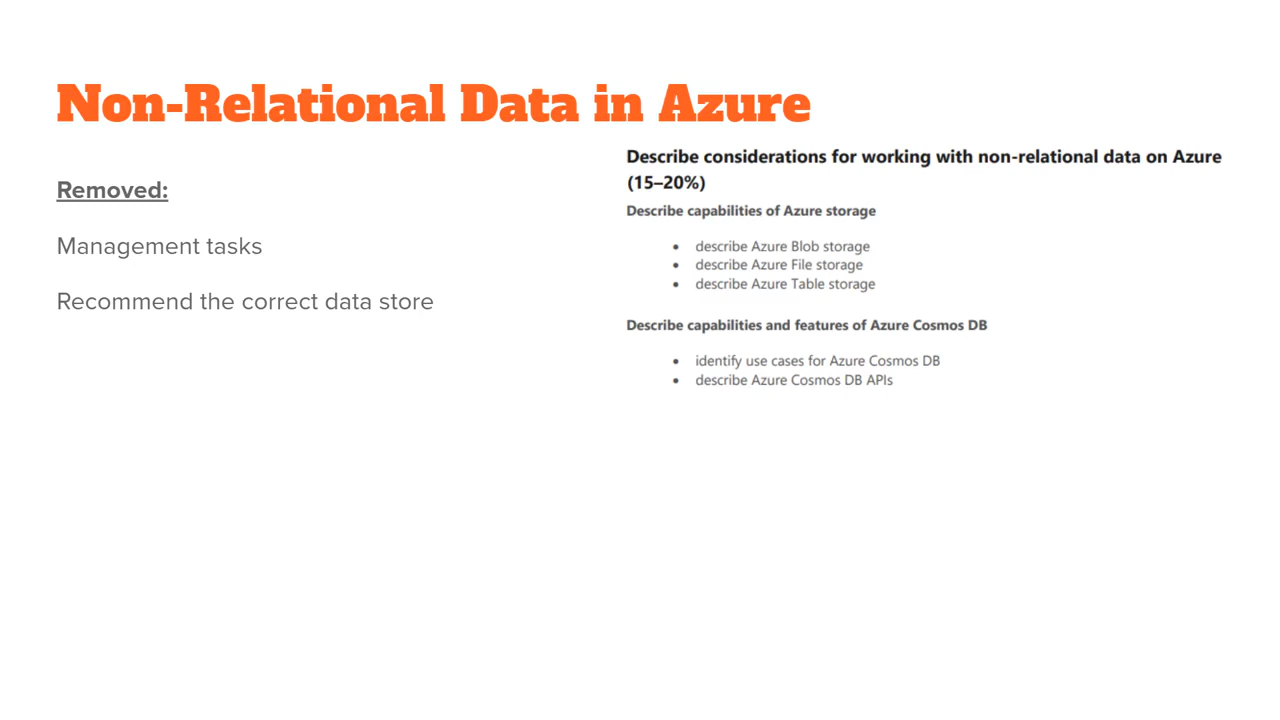 Non-Relational Data in Azure
Removed:
Management tasks
Recommend the correct data store
Describe considerations for working with non-relational data on Azure
(15–20%)
Describe capabilities of Azure storage
• describe Azure Blob storage
• describe Azure File storage
• describe Azure Table storage
Describe capabilities and features of Azure Cosmos DB
• identify use cases for Azure Cosmos DB
• describe Azure Cosmos DB APIs